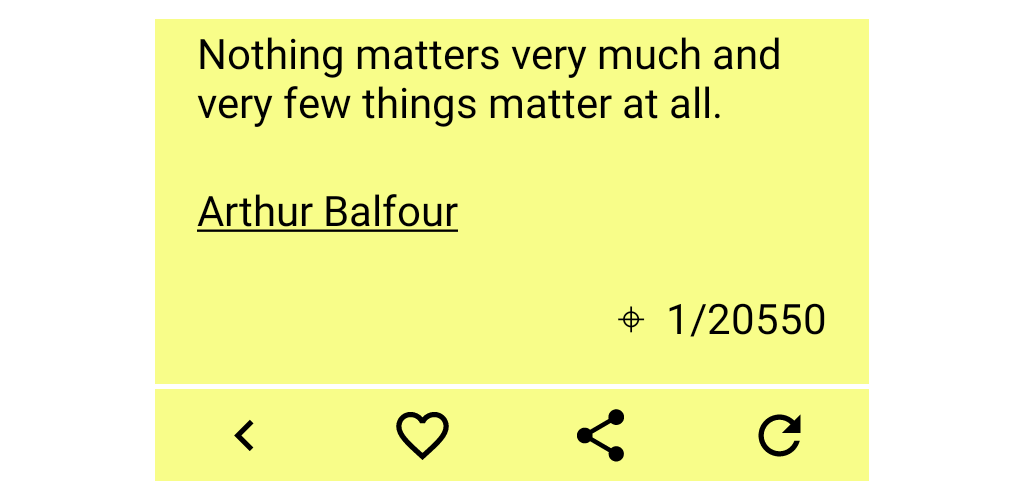 Nothing matters very much and
very few things matter at all.
Arthur Balfour
⌖ 1/20550